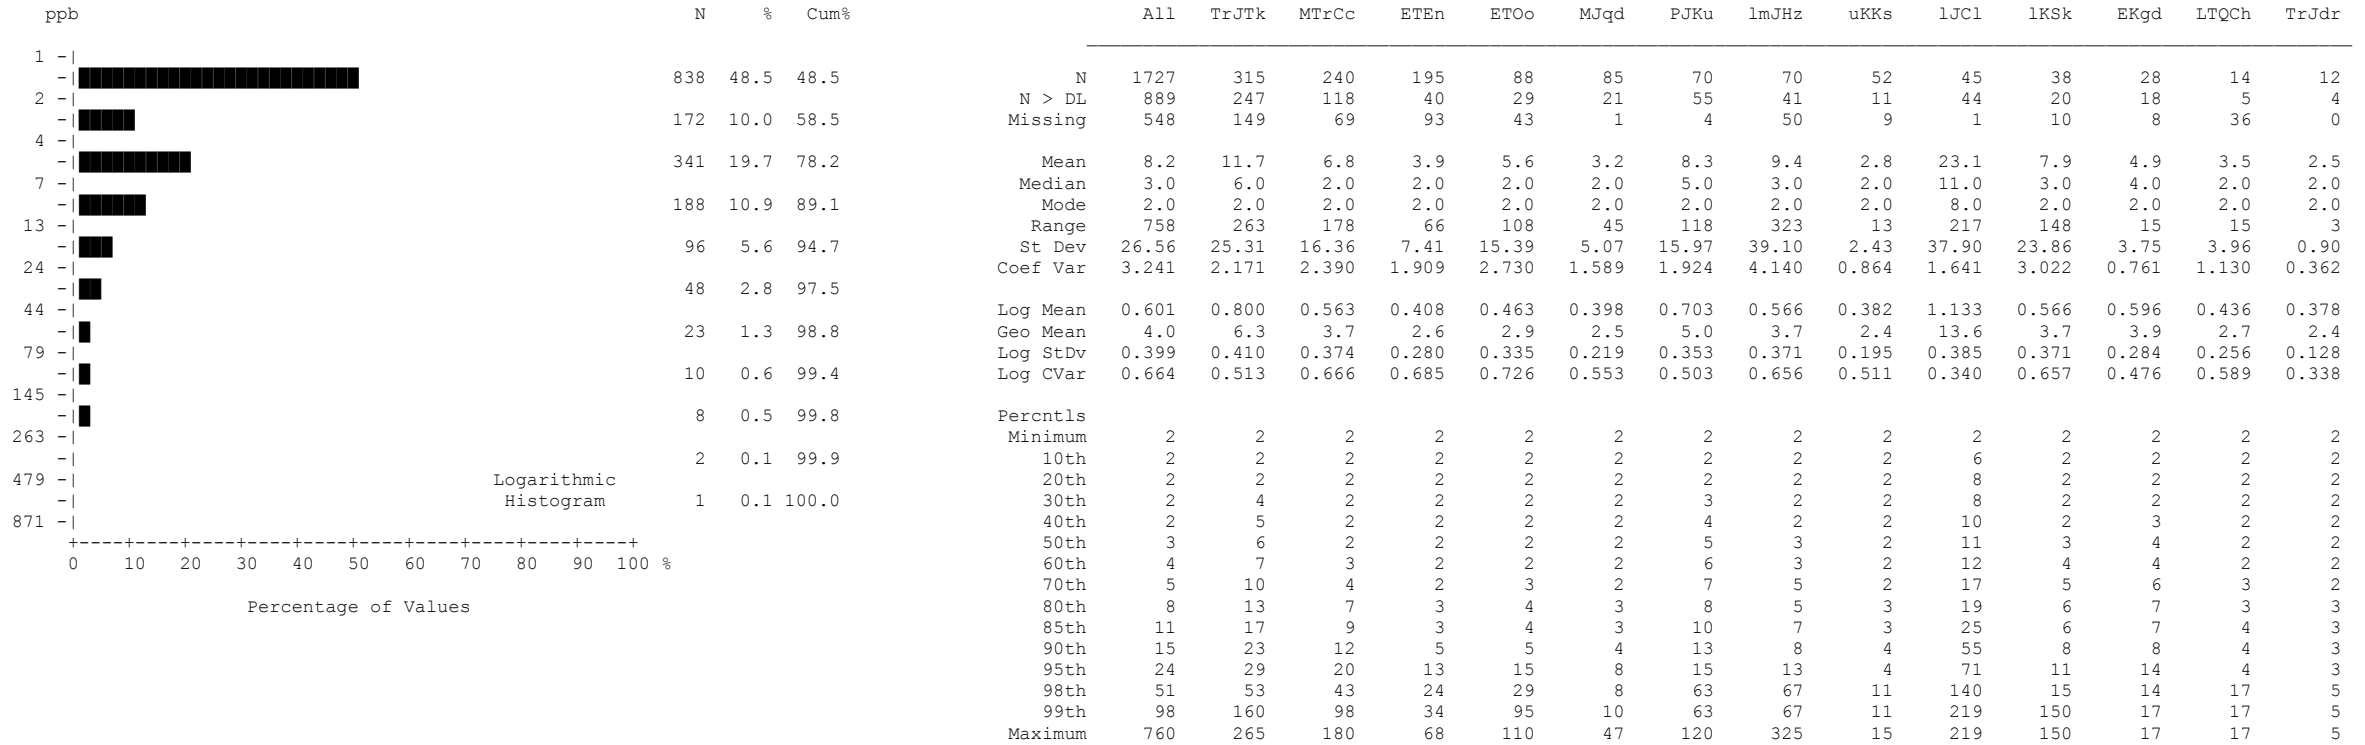 ppb N % Cum% All TrJTk MTrCc ETEn ETOo MJqd PJKu lmJHz uKKs lJCl lKSk EKgd LTQCh TrJdr
1 -|
-| 838 48.5 48.5 N 1727 315 240 195 88 85 70 70 52 45 38 28 14 12
2 -| N > DL 889 247 118 40 29 21 55 41 11 44 20 18 5 4
-| 172 10.0 58.5 Missing 548 149 69 93 43 1 4 50 9 1 10 8 36 0
4 -|
-| 341 19.7 78.2 Mean 8.2 11.7 6.8 3.9 5.6 3.2 8.3 9.4 2.8 23.1 7.9 4.9 3.5 2.5
7 -| Median 3.0 6.0 2.0 2.0 2.0 2.0 5.0 3.0 2.0 11.0 3.0 4.0 2.0 2.0
-| 188 10.9 89.1 Mode 2.0 2.0 2.0 2.0 2.0 2.0 2.0 2.0 2.0 8.0 2.0 2.0 2.0 2.0
13 -| Range 758 263 178 66 108 45 118 323 13 217 148 15 15 3
-| 96 5.6 94.7 St Dev 26.56 25.31 16.36 7.41 15.39 5.07 15.97 39.10 2.43 37.90 23.86 3.75 3.96 0.90
24 -| Coef Var 3.241 2.171 2.390 1.909 2.730 1.589 1.924 4.140 0.864 1.641 3.022 0.761 1.130 0.362
-| 48 2.8 97.5
44 -| Log Mean 0.601 0.800 0.563 0.408 0.463 0.398 0.703 0.566 0.382 1.133 0.566 0.596 0.436 0.378
-| 23 1.3 98.8 Geo Mean 4.0 6.3 3.7 2.6 2.9 2.5 5.0 3.7 2.4 13.6 3.7 3.9 2.7 2.4
79 -| Log StDv 0.399 0.410 0.374 0.280 0.335 0.219 0.353 0.371 0.195 0.385 0.371 0.284 0.256 0.128
-| 10 0.6 99.4 Log CVar 0.664 0.513 0.666 0.685 0.726 0.553 0.503 0.656 0.511 0.340 0.657 0.476 0.589 0.338
145 -|
-| 8 0.5 99.8 Percntls
263 -| Minimum 2 2 2 2 2 2 2 2 2 2 2 2 2 2
-| 2 0.1 99.9 10th 2 2 2 2 2 2 2 2 2 6 2 2 2 2
479 -| Logarithmic 20th 2 2 2 2 2 2 2 2 2 8 2 2 2 2
-| Histogram 1 0.1 100.0 30th 2 4 2 2 2 2 3 2 2 8 2 2 2 2
871 -| 40th 2 5 2 2 2 2 4 2 2 10 2 3 2 2
+----+----+----+----+----+----+----+----+----+----+ 50th 3 6 2 2 2 2 5 3 2 11 3 4 2 2
0 10 20 30 40 50 60 70 80 90 100 % 60th 4 7 3 2 2 2 6 3 2 12 4 4 2 2
70th 5 10 4 2 3 2 7 5 2 17 5 6 3 2
Percentage of Values 80th 8 13 7 3 4 3 8 5 3 19 6 7 3 3
85th 11 17 9 3 4 3 10 7 3 25 6 7 4 3
90th 15 23 12 5 5 4 13 8 3 55 8 8 4 3
95th 24 29 20 13 15 8 15 13 4 71 11 14 4 3
98th 51 53 43 24 29 8 63 67 11 140 15 14 17 5
99th 98 160 98 34 95 10 63 67 11 219 150 17 17 5
Maximum 760 265 180 68 110 47 120 325 15 219 150 17 17 5